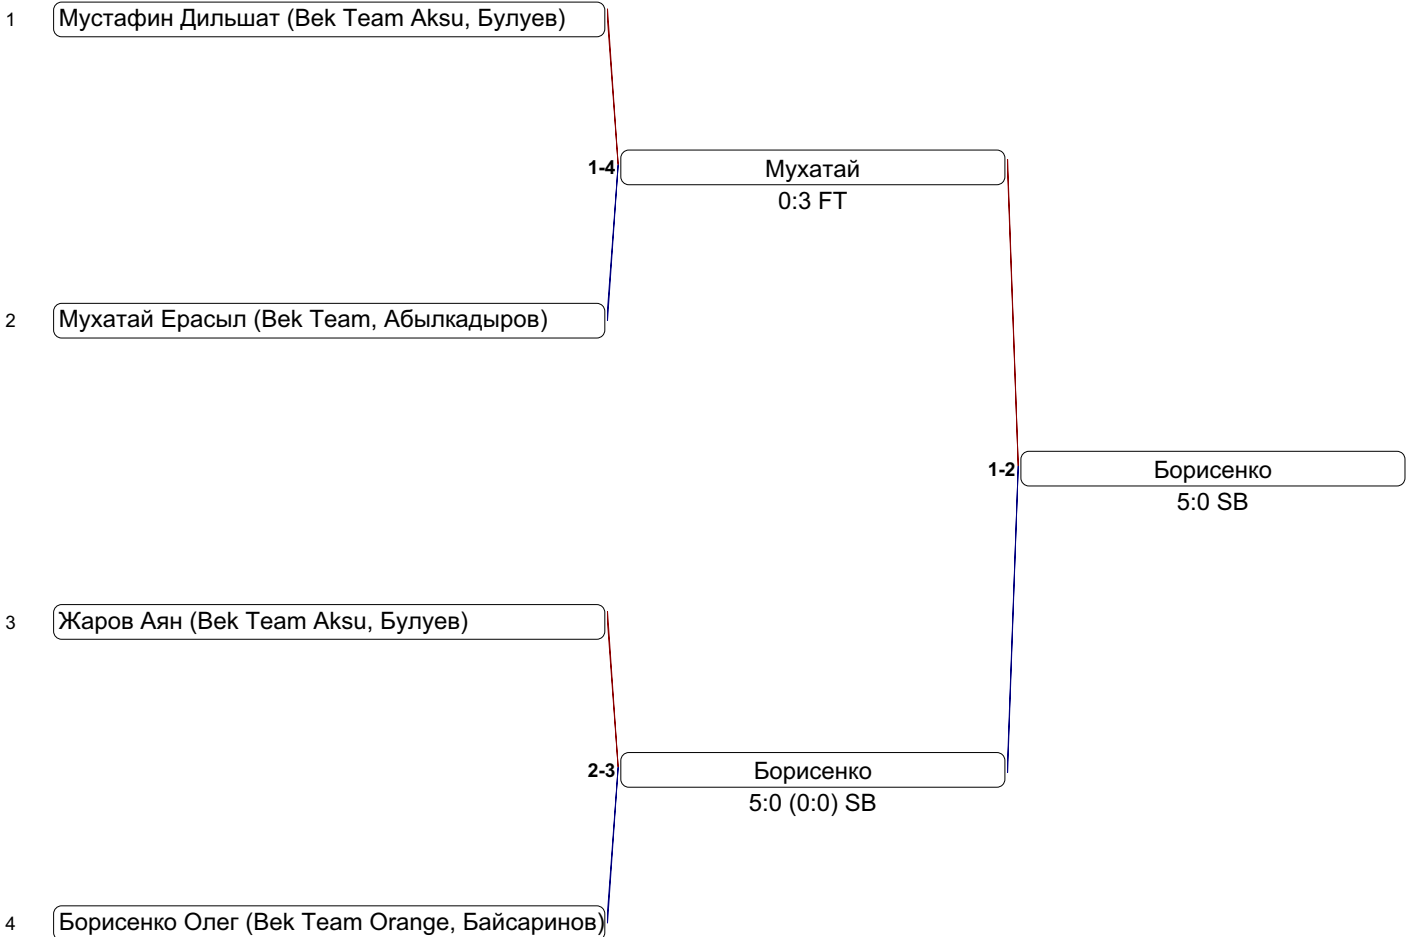 1 Мустафин Дильшат (Bek Team Aksu, Булуев)
1-4 Мухатай
0:3 FT
2 Мухатай Ерасыл (Bek Team, Абылкадыров)
1-2 Борисенко
5:0 SB
3 Жаров Аян (Bek Team Aksu, Булуев)
2-3 Борисенко
5:0 (0:0) SB
4 Борисенко Олег (Bek Team Orange, Байсаринов)